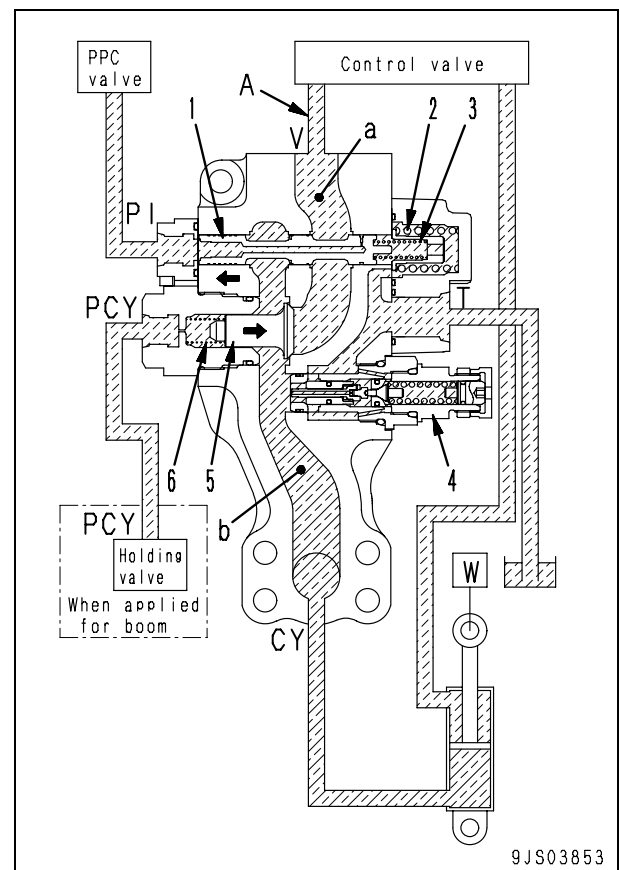 PPC
valve
Control valve
A
V
a
1
2
3
PI
PCY
T
6
5
4
b
PCY
Holding
valve
When applied
for boom
W
CY
9JS03853